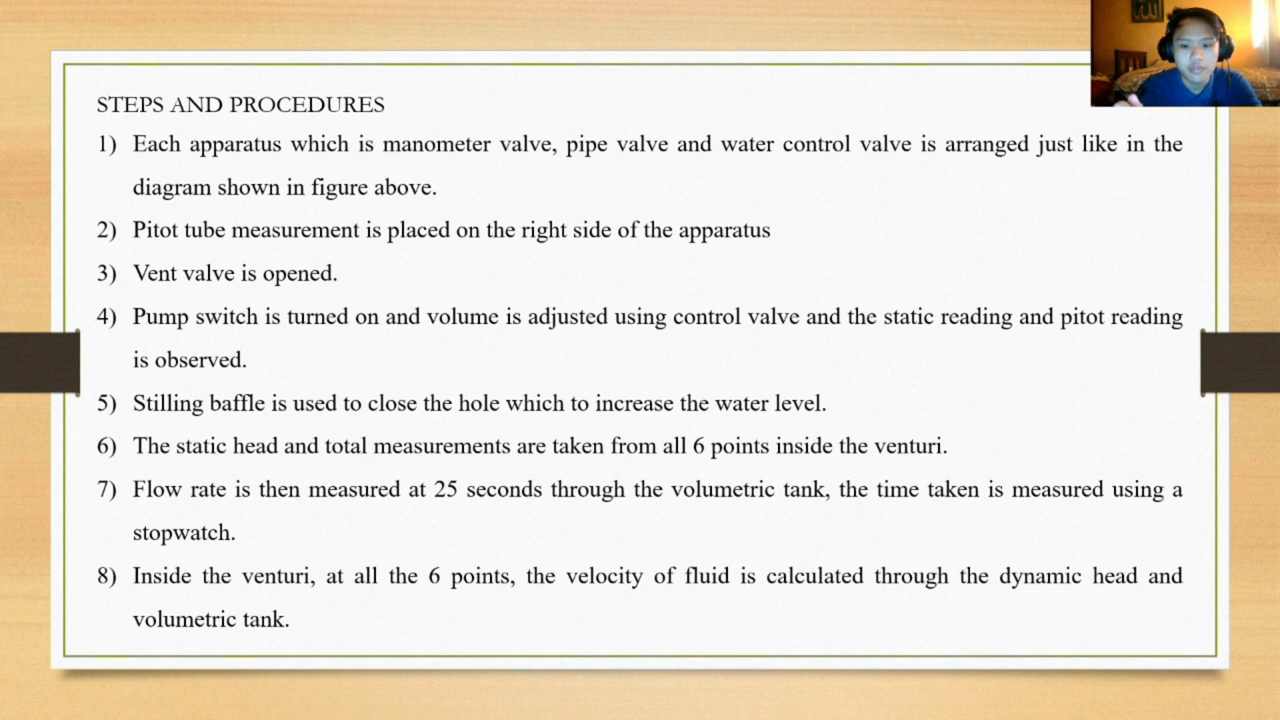 STEPS AND PROCEDURES
1) Each apparatus which is manometer valve, pipe valve and water control valve is arranged just like in the
diagram shown in figure above.
2) Pitot tube measurement is placed on the right side of the apparatus
3) Vent valve is opened.
4) Pump switch is turned on and volume is adjusted using control valve and the static reading and pitot reading
is observed.
5) Stilling baffle is used to close the hole which to increase the water level.
6) The static head and total measurements are taken from all 6 points inside the venturi.
7) Flow rate is then measured at 25 seconds through the volumetric tank, the time taken is measured using a
stopwatch.
8) Inside the venturi, at all the 6 points, the velocity of fluid is calculated through the dynamic head and
volumetric tank.